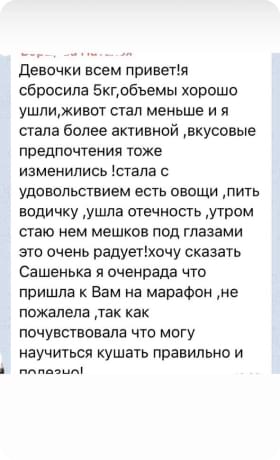 Девочки всем привет!я
сбросила 5кг,объемы хорошо
ушли,живот стал меньше и я
стала более активной ,вкусовые
предпочтения тоже
изменились !стала с
удовольствием есть овощи ,пить
водичку ,ушла отечность ,утром
стаю нем мешков под глазами
это очень радует!хочу сказать
Сашенька я оченрада что
пришла к Вам на марафон ,не
пожалела ,так как
почувствовала что могу
научиться кушать правильно и
полезно!